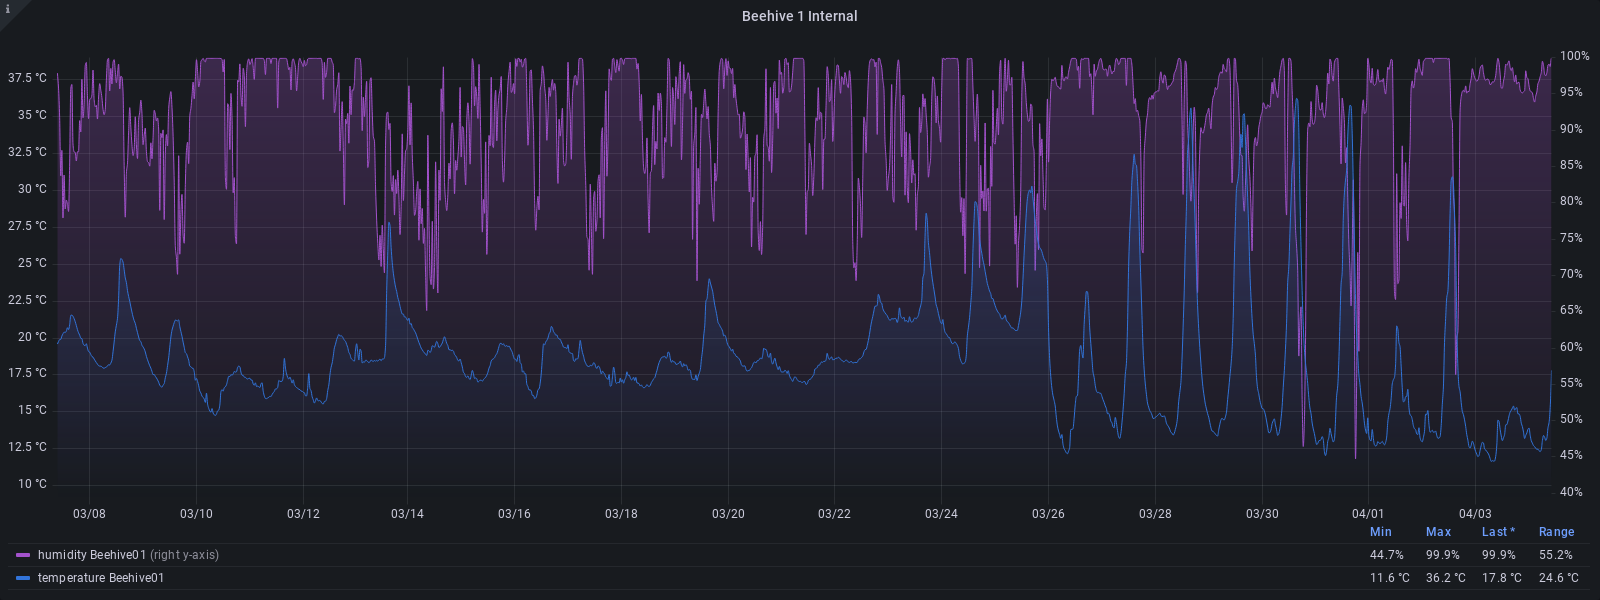 i
Beehive 1 Internal
37.5 °C
35 °C
32.5 °C
30 °C
27.5 °C
25 °C
22.5 °C
20 °C
17.5 °C
15 °C
12.5 °C
10 °C
100%
95%
90%
85%
80%
75%
70%
65%
60%
55%
50%
45%
40%
03/08 03/10 03/12 03/14 03/16 03/18 03/20 03/22 03/24 03/26 03/28 03/30 04/01 04/03
Min Max Last * Range
humidity Beehive01 (right y-axis) 44.7% 99.9% 99.9% 55.2%
temperature Beehive01 11.6 °C 36.2 °C 17.8 °C 24.6 °C